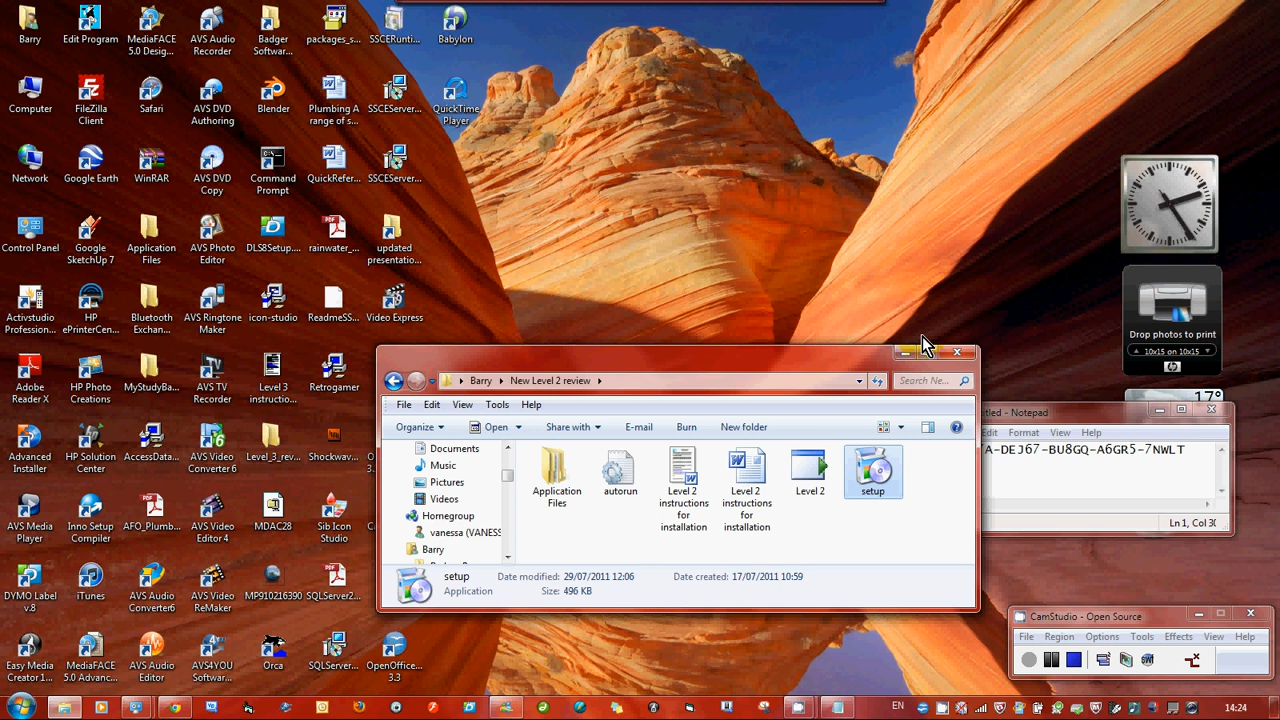 Barry
Edit Program
MediaFACE
5.0 Desig...
AVS Audio
Recorder
Badger
Softwar...
packages_s...
SSCERunti...
Babylon
Computer
FileZilla
Client
Safari
AVS DVD
Authoring
Blender
Plumbing A
range of s...
SSCEServer...
QuickTime
Player
Network
Google Earth
WinRAR
AVS DVD
Copy
Command
Prompt
QuickRefer...
SSCEServer...
Control Panel
Google
SketchUp 7
Application
Files
AVS Photo
Editor
DLS8Setup....
rainwater_...
updated
presentatio...
Activstudio
Profession...
HP
ePrinterCen...
Bluetooth
Exchan...
AVS Ringtone
Maker
icon-studio
ReadmeSS...
Video Express
Adobe
Reader X
HP Photo
Creations
MyStudyBa...
AVS TV
Recorder
Level 3
instructio...
Retrogamer
Advanced
Installer
HP Solution
Center
AccessData...
AVS Video
Converter 6
Level_3_rev...
Shockwav...
AVS Media
Player
Inno Setup
Compiler
AFO_Plumb...
AVS Video
Editor 4
MDAC28
Sib Icon
Studio
DYMO Label
v.8
iTunes
AVS Audio
Converter6
AVS Video
ReMaker
MP910216390
SQLServer2...
Easy Media
Creator 1...
MediaFACE
5.0 Advanc...
AVS Audio
Editor
AVS4YOU
Softwar...
Orca
SQLServer...
OpenOffice...
3.3
Drop photos to print
10x15 on 10x15
hp
17°
Barry
New Level 2 review
Search Ne...
File Edit View Tools Help
Organize Open Share with E-mail Burn New folder
Documents
Music
Pictures
Videos
Homegroup
vanessa (VANESS
Barry
Application
Files
autorun
Level 2
instructions
for
installation
Level 2
instructions
for
installation
Level 2
setup
setup Date modified: 29/07/2011 12:06 Date created: 17/07/2011 10:59
Application Size: 496 KB
titled - Notepad
Edit Format View Help
A-DEJ67-BU8GQ-A6GR5-7NWLT
Ln 1, Col 30
CamStudio - Open Source
File Region Options Tools Effects View Help
SWF
EN
14:24